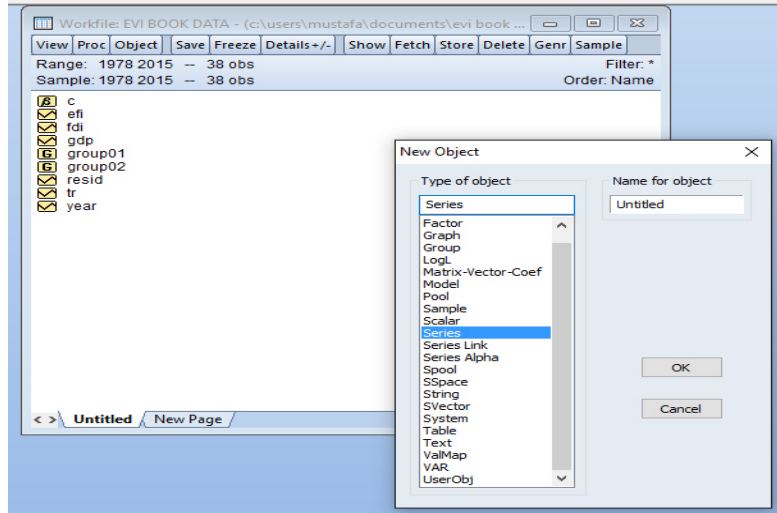 Workfile: EVI BOOK DATA - (c:\users\mustafa\documents\evi book ...
View Proc Object Save Freeze Details+/- Show Fetch Store Delete Genr Sample
Range: 1978 2015 -- 38 obs Filter: *
Sample: 1978 2015 -- 38 obs Order: Name
β c
efi
fdi
gdp
G group01
G group02
resid
tr
year
< > Untitled New Page
New Object
Type of object
Series
Factor
Graph
Group
LogL
Matrix-Vector-Coef
Model
Pool
Sample
Scalar
Series
Series Link
Series Alpha
Spool
SSpace
String
SVector
System
Table
Text
ValMap
VAR
UserObj
Name for object
Untitled
OK
Cancel